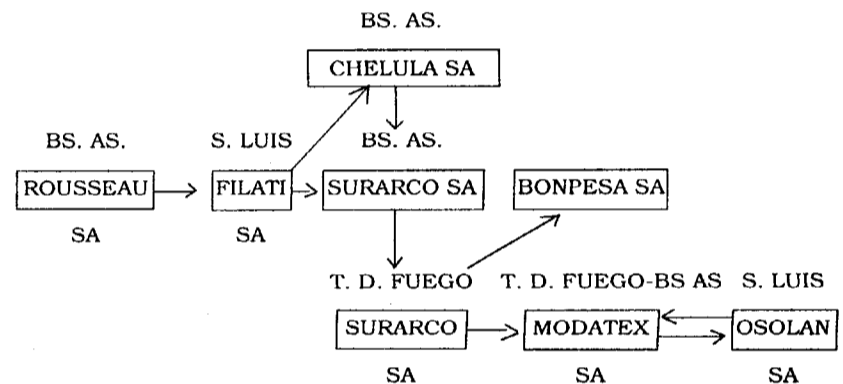 BS. AS.
CHELULA SA
BS. AS. S. LUIS BS. AS.
ROUSSEAU FILATI SURARCO SA BONPESA SA
SA SA
T. D. FUEGO T. D. FUEGO-BS AS S. LUIS
SURARCO MODATEX OSOLAN
SA SA SA